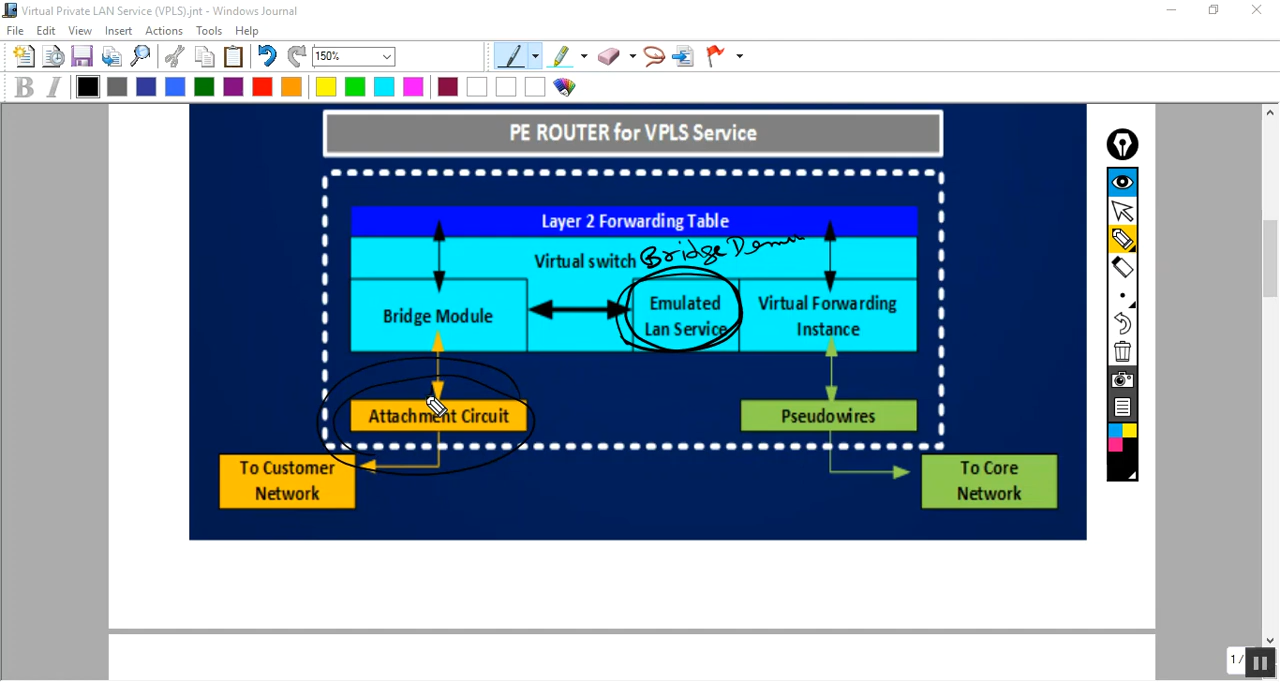 Virtual Private LAN Service (VPLS).jnt - Windows Journal
File Edit View Insert Actions Tools Help
150%
B I
PE ROUTER for VPLS Service
Layer 2 Forwarding Table
Virtual switch Bridge
Bridge Module
Emulated
Lan Service
Virtual Forwarding
Instance
Attachment Circuit
Pseudowires
To Customer
Network
To Core
Network
1 /